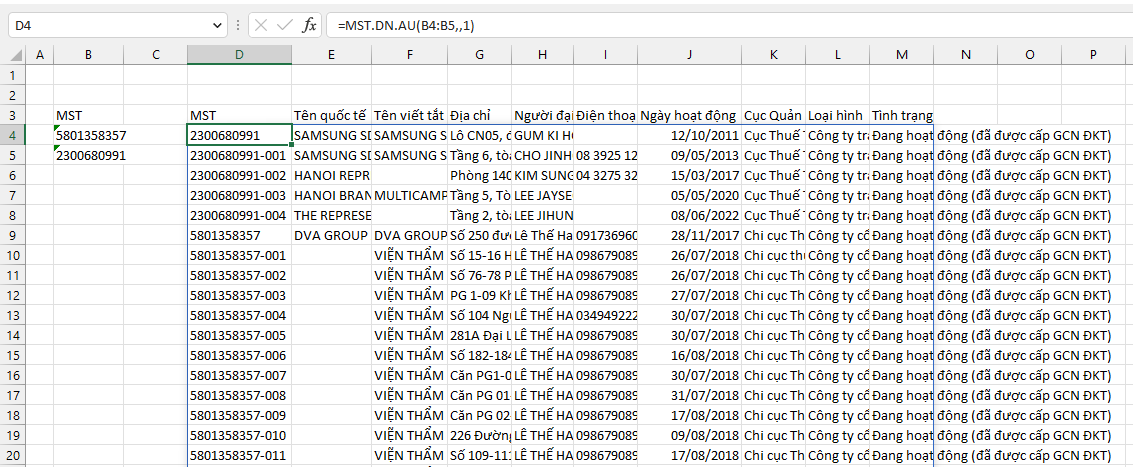 D4 fx =MST.DN.AU(B4:B5,,1)
A B C D E F G H I J K L M N O P
1
2
3 MST MST Tên quốc tế Tên viết tắt Địa chỉ Người đạ Điện thoạ Ngày hoạt động Cục Quản Loại hình Tình trạng
4 5801358357 2300680991 SAMSUNG SD SAMSUNG S Lô CN05, đ GUM KI HO 12/10/2011 Cục Thuế T Công ty tra Đang hoạt động (đã được cấp GCN ĐKT)
5 2300680991 2300680991-001 SAMSUNG SD SAMSUNG S Tầng 6, tòa CHO JINH 08 3925 12 09/05/2013 Cục Thuế T Công ty tra Đang hoạt động (đã được cấp GCN ĐKT)
6 2300680991-002 HANOI REPR Phòng 140 KIM SUNG 04 3275 32 15/03/2017 Cục Thuế T Công ty tra Đang hoạt động (đã được cấp GCN ĐKT)
7 2300680991-003 HANOI BRAN MULTICAMP Tầng 5, Tò LEE JAYSE 05/05/2020 Cục Thuế T Công ty tra Đang hoạt động (đã được cấp GCN ĐKT)
8 2300680991-004 THE REPRESE Tầng 2, tòa LEE JIHUN 08/06/2022 Cục Thuế T Công ty tra Đang hoạt động (đã được cấp GCN ĐKT)
9 5801358357 DVA GROUP DVA GROUP Số 250 đư Lê Thế Ha 091736960 28/11/2017 Chi cục Th Công ty cổ Đang hoạt động (đã được cấp GCN ĐKT)
10 5801358357-001 VIỆN THẨM Số 15-16 H LÊ THẾ HA 098679089 26/07/2018 Chi cục thu Công ty cổ Đang hoạt động (đã được cấp GCN ĐKT)
11 5801358357-002 VIỆN THẨM Số 76-78 P LÊ THẾ HA 098679089 26/07/2018 Chi cục Th Công ty cổ Đang hoạt động (đã được cấp GCN ĐKT)
12 5801358357-003 VIỆN THẨM PG 1-09 Kh LÊ THẾ HA 098679089 27/07/2018 Chi cục Th Công ty cổ Đang hoạt động (đã được cấp GCN ĐKT)
13 5801358357-004 VIỆN THẨM Số 104 Ngu LÊ THẾ HA 034949222 30/07/2018 Chi cục Th Công ty cổ Đang hoạt động (đã được cấp GCN ĐKT)
14 5801358357-005 VIỆN THẨM 281A Đại L LÊ THẾ HA 098679089 30/07/2018 Chi cục Th Công ty cổ Đang hoạt động (đã được cấp GCN ĐKT)
15 5801358357-006 VIỆN THẨM Số 182-184 LÊ THẾ HA 098679089 16/08/2018 Chi cục Th Công ty cổ Đang hoạt động (đã được cấp GCN ĐKT)
16 5801358357-007 VIỆN THẨM Căn PG1-0 LÊ THẾ HA 098679089 30/07/2018 Chi cục Th Công ty cổ Đang hoạt động (đã được cấp GCN ĐKT)
17 5801358357-008 VIỆN THẨM Căn PG 01 LÊ THẾ HA 098679089 31/07/2018 Chi cục Th Công ty cổ Đang hoạt động (đã được cấp GCN ĐKT)
18 5801358357-009 VIỆN THẨM Căn PG 02 LÊ THẾ HA 098679089 17/08/2018 Chi cục Th Công ty cổ Đang hoạt động (đã được cấp GCN ĐKT)
19 5801358357-010 VIỆN THẨM 226 Đườn LÊ THẾ HA 098679089 09/08/2018 Chi cục Th Công ty cổ Đang hoạt động (đã được cấp GCN ĐKT)
20 5801358357-011 VIỆN THẨM Số 109-111 LÊ THẾ HA 098679089 17/08/2018 Chi cục Th Công ty cổ Đang hoạt động (đã được cấp GCN ĐKT)